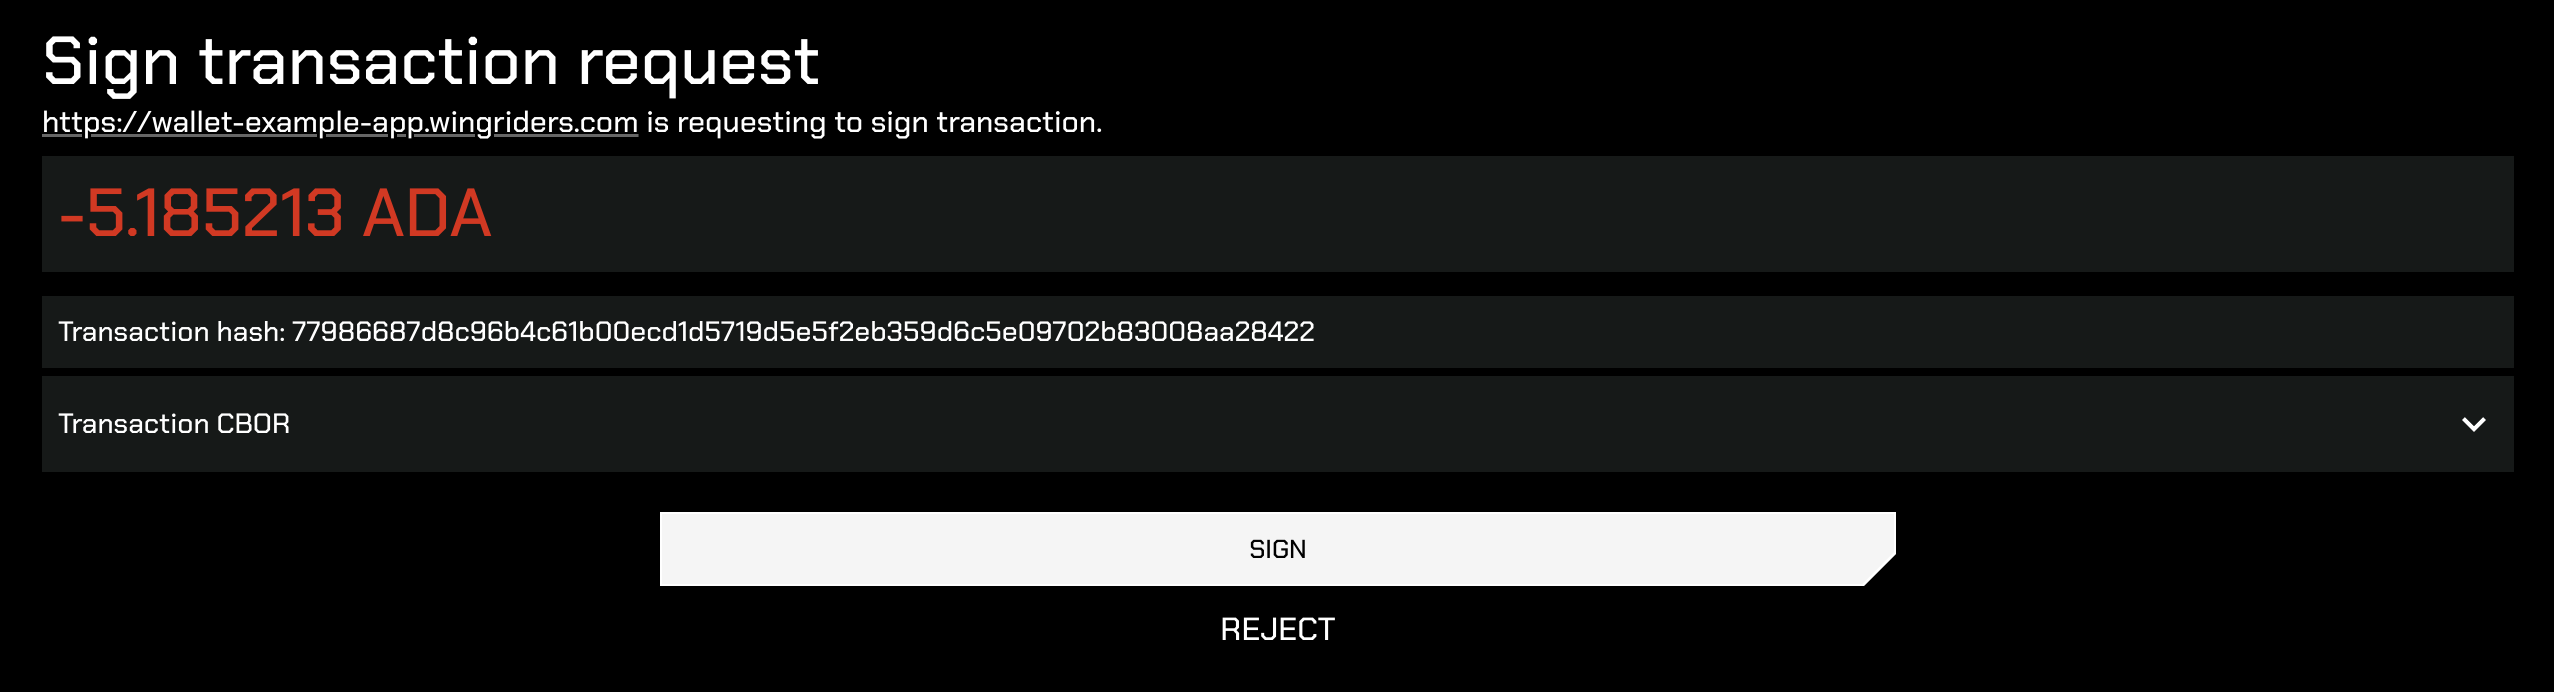 Sign transaction request
https://wallet-example-app.wingriders.com is requesting to sign transaction.
-5.185213 ADA
Transaction hash: 77986687d8c96b4c61b00ecd1d5719d5e5f2eb359d6c5e09702b83008aa28422
Transaction CBOR
SIGN
REJECT